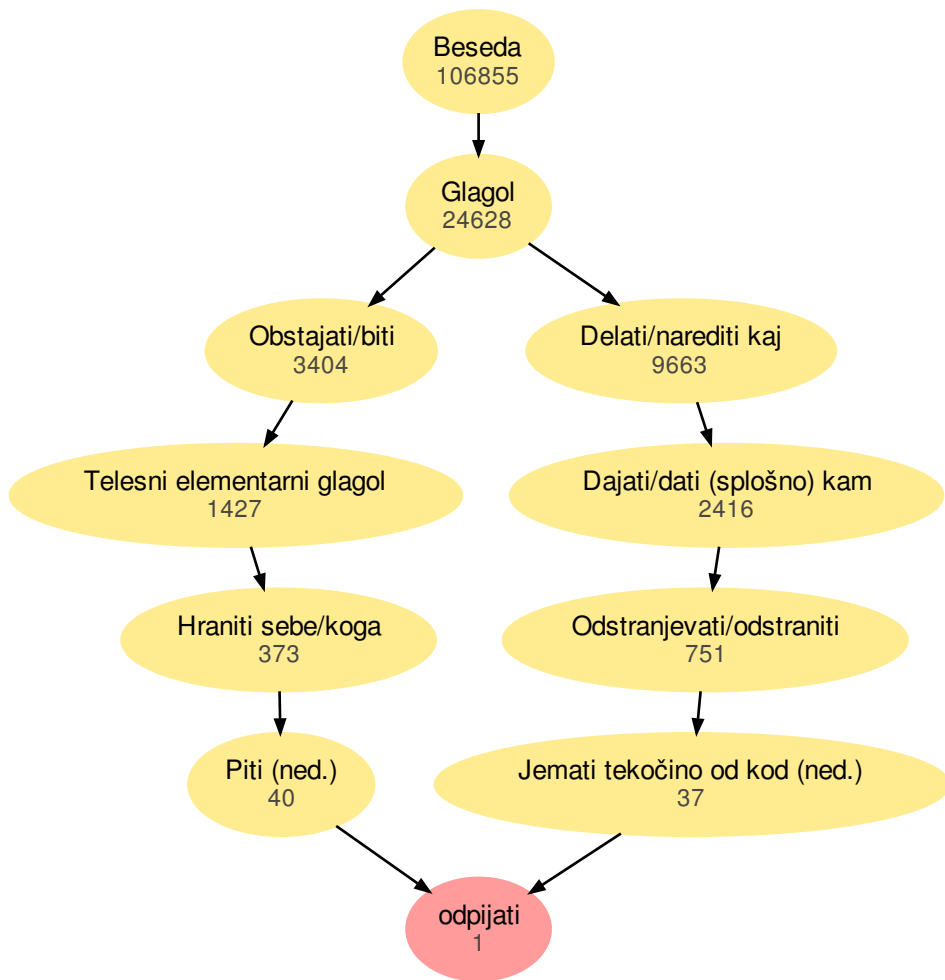 Beseda
106855
Glagol
24628
Obstajati/biti
3404
Delati/narediti kaj
9663
Telesni elementarni glagol
1427
Dajati/dati (splošno) kam
2416
Hraniti sebe/koga
373
Odstranjevati/odstraniti
751
Piti (ned.)
40
Jemati tekočino od kod (ned.)
37
odpijati
1